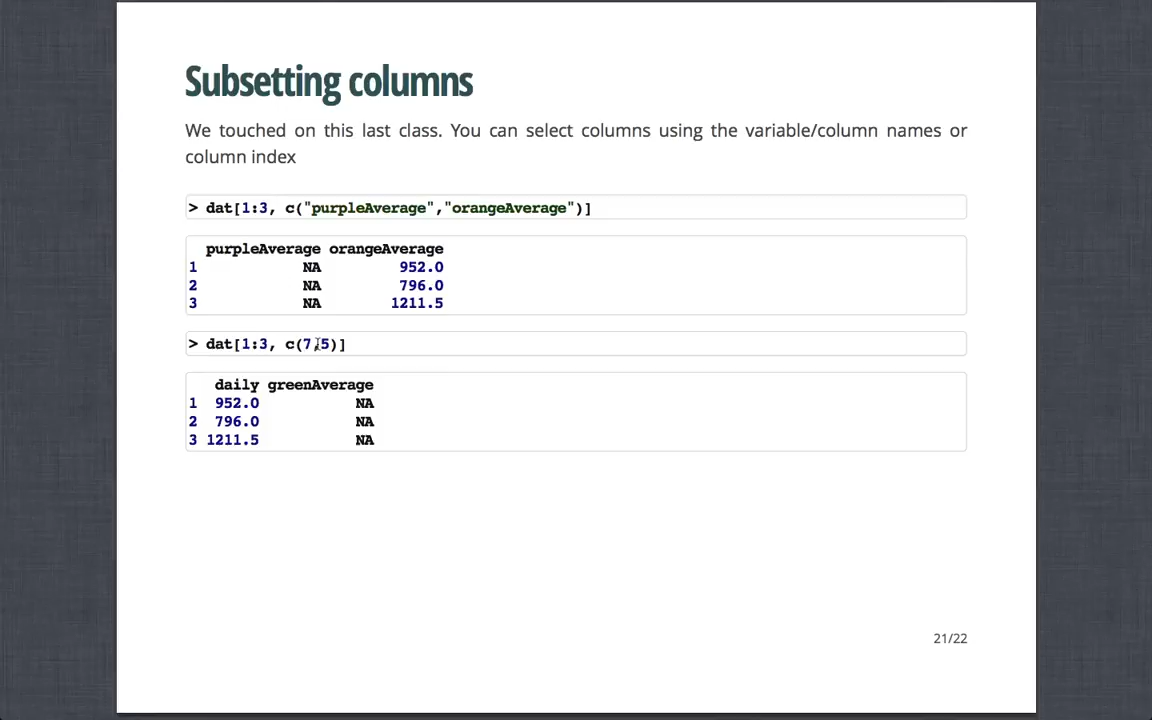 Subsetting columns
We touched on this last class. You can select columns using the variable/column names or
column index
> dat[1:3, c("purpleAverage","orangeAverage")]
purpleAverage orangeAverage
1 NA 952.0
2 NA 796.0
3 NA 1211.5
> dat[1:3, c(7,5)]
daily greenAverage
1 952.0 NA
2 796.0 NA
3 1211.5 NA
21/22